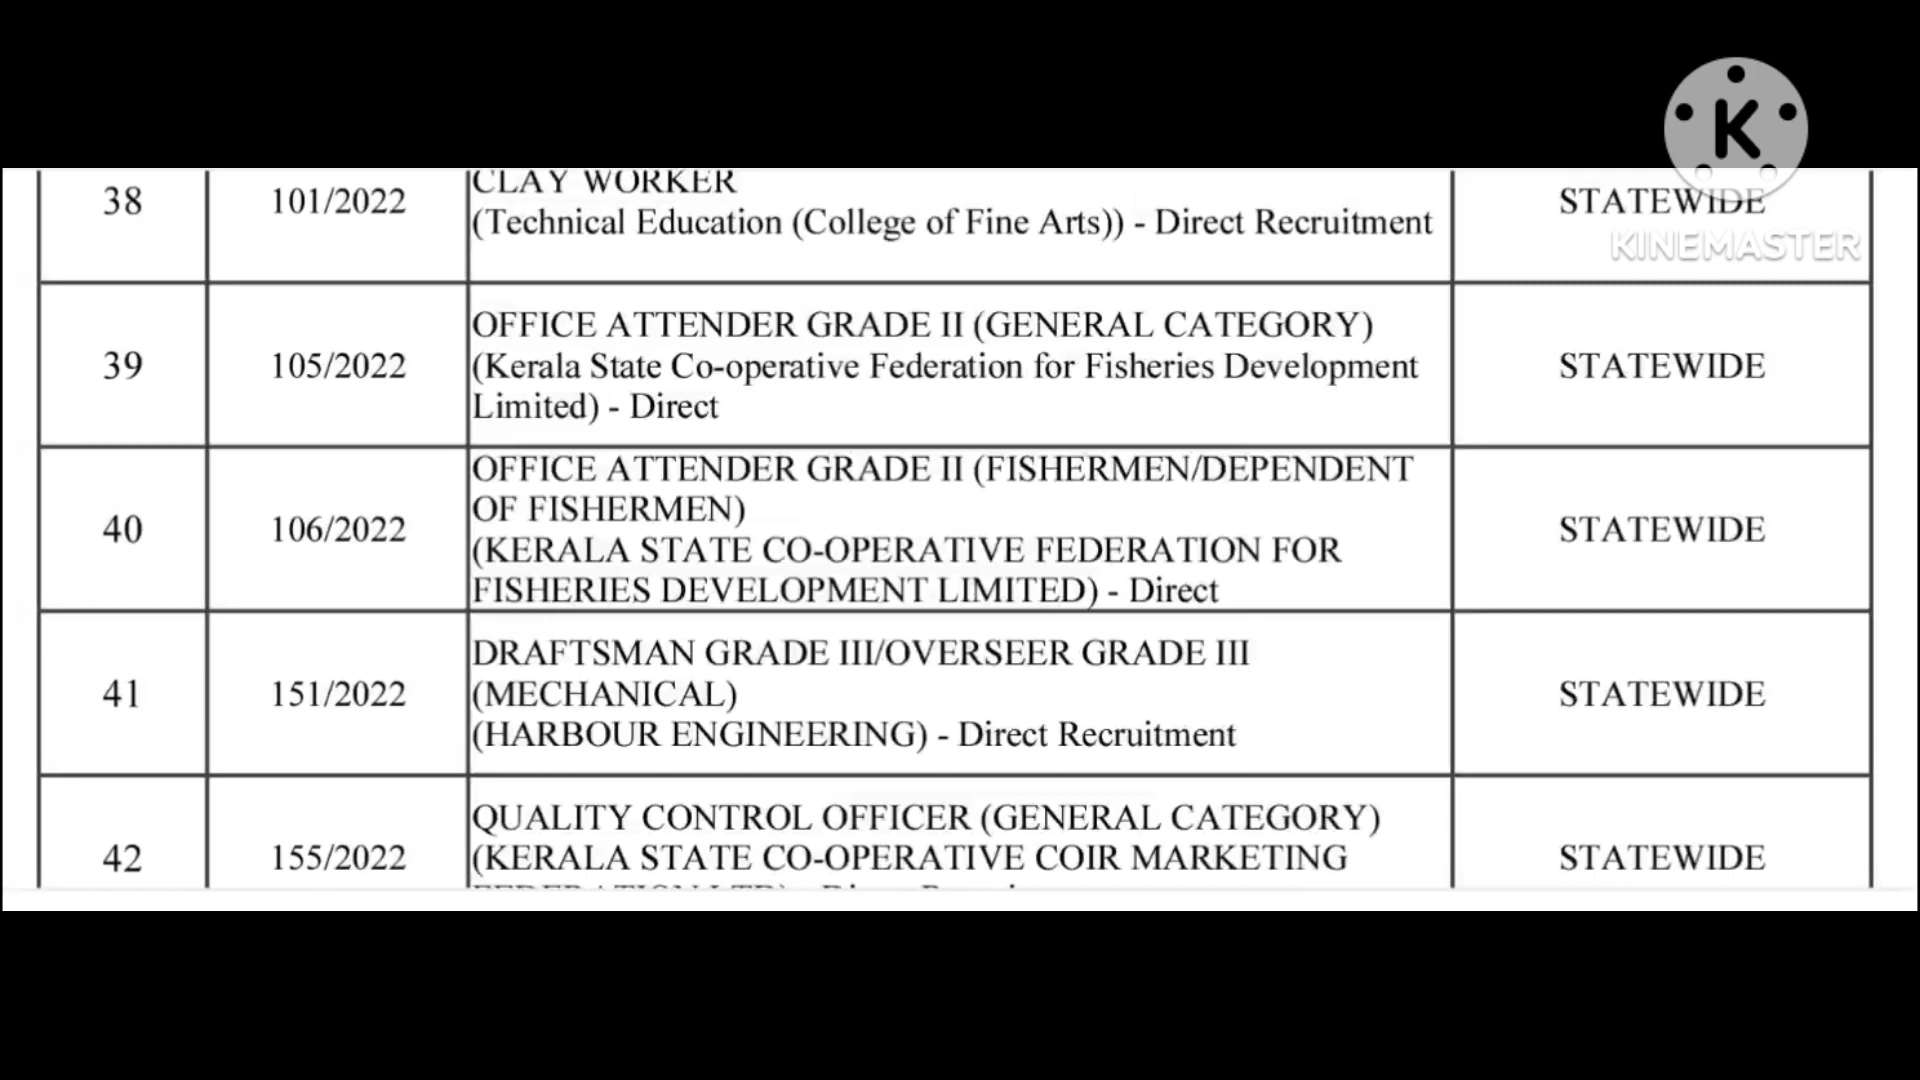 38
101/2022
CLAY WORKER
(Technical Education (College of Fine Arts)) - Direct Recruitment
STATEWIDE
K
KINEMASTER
39
105/2022
OFFICE ATTENDER GRADE II (GENERAL CATEGORY)
(Kerala State Co-operative Federation for Fisheries Development
Limited) - Direct
STATEWIDE
40
106/2022
OFFICE ATTENDER GRADE II (FISHERMEN/DEPENDENT
OF FISHERMEN)
(KERALA STATE CO-OPERATIVE FEDERATION FOR
FISHERIES DEVELOPMENT LIMITED) - Direct
STATEWIDE
41
151/2022
DRAFTSMAN GRADE III/OVERSEER GRADE III
(MECHANICAL)
(HARBOUR ENGINEERING) - Direct Recruitment
STATEWIDE
42
155/2022
QUALITY CONTROL OFFICER (GENERAL CATEGORY)
(KERALA STATE CO-OPERATIVE COIR MARKETING
STATEWIDE